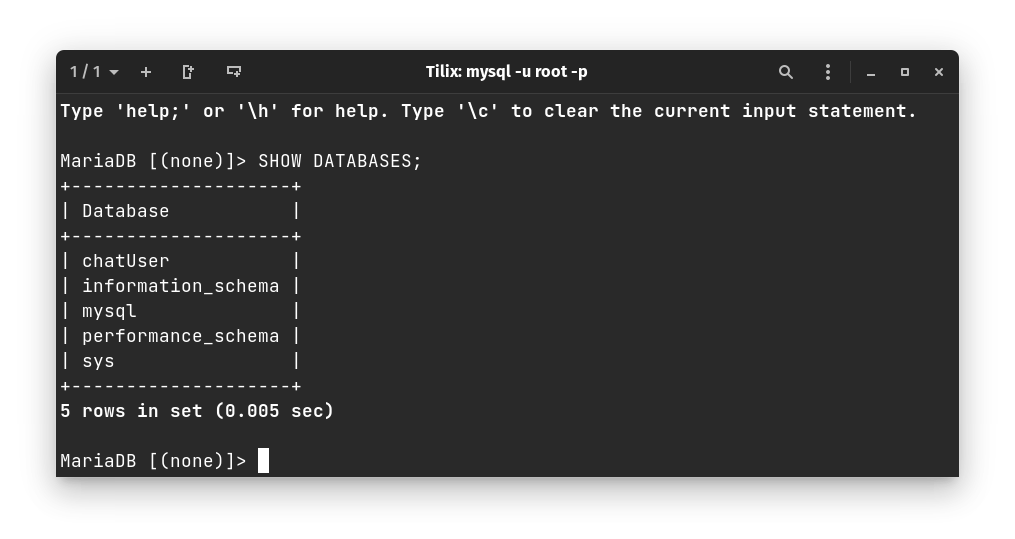 1 / 1
Tilix: mysql -u root -p
Type 'help;' or '\h' for help. Type '\c' to clear the current input statement.
MariaDB [(none)]> SHOW DATABASES;
+--------------------+
| Database           |
+--------------------+
| chatUser           |
| information_schema |
| mysql              |
| performance_schema |
| sys                |
+--------------------+
5 rows in set (0.005 sec)
MariaDB [(none)]>